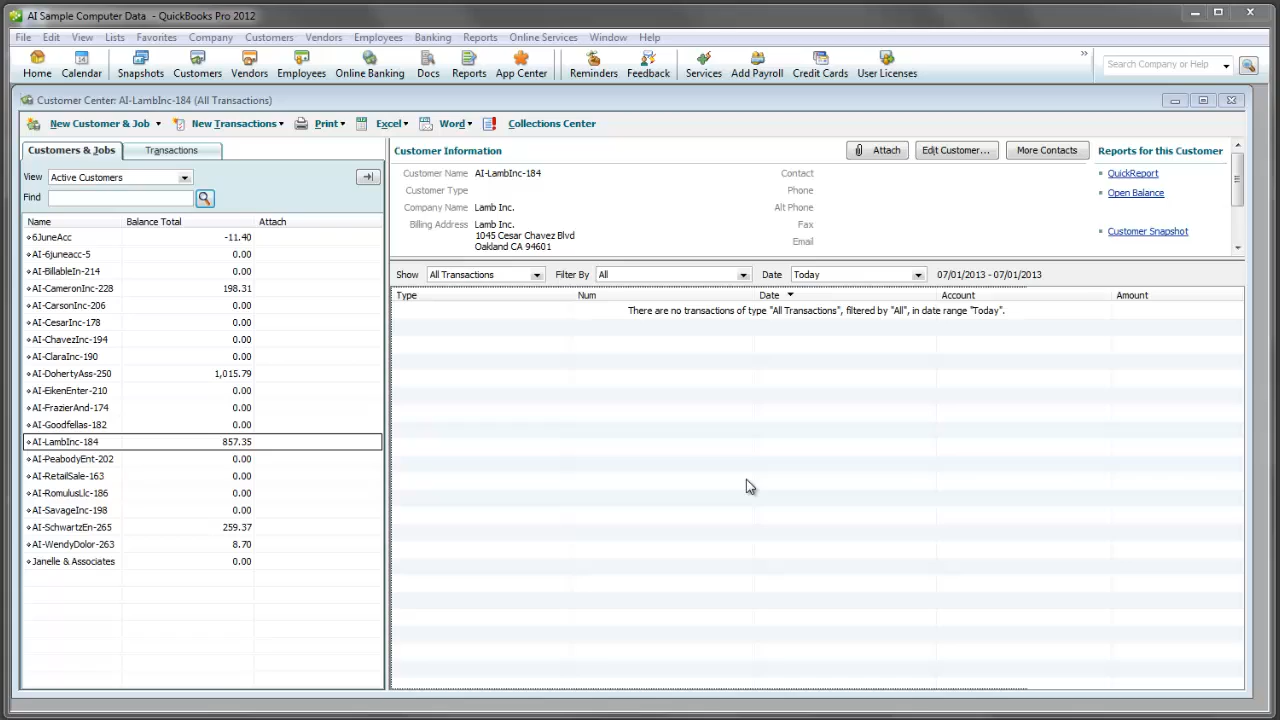 AI Sample Computer Data - QuickBooks Pro 2012
File Edit View Lists Favorites Company Customers Vendors Employees Banking Reports Online Services Window Help
Home Calendar Snapshots Customers Vendors Employees Online Banking Docs Reports App Center Reminders Feedback Services Add Payroll Credit Cards User Licenses
Search Company or Help
Customer Center: AI-LambInc-184 (All Transactions)
New Customer & Job New Transactions Print Excel Word Collections Center
Customers & Jobs Transactions
View Active Customers
Find
Name Balance Total Attach
6JuneAcc -11.40
AI-6juneacc-5 0.00
AI-BillableIn-214 0.00
AI-CameronInc-228 198.31
AI-CarsonInc-206 0.00
AI-CesarInc-178 0.00
AI-ChavezInc-194 0.00
AI-ClaraInc-190 0.00
AI-DohertyAss-250 1,015.79
AI-EikenEnter-210 0.00
AI-FrazierAnd-174 0.00
AI-Goodfellas-182 0.00
AI-LambInc-184 857.35
AI-PeabodyEnt-202 0.00
AI-RetailSale-163 0.00
AI-RomulusLlc-186 0.00
AI-SavageInc-198 0.00
AI-SchwartzEn-265 259.37
AI-WendyDolor-263 8.70
Janelle & Associates 0.00
Customer Information Attach Edit Customer... More Contacts
Customer Name AI-LambInc-184 Contact
Customer Type Phone
Company Name Lamb Inc. Alt Phone
Billing Address Lamb Inc. Fax
1045 Cesar Chavez Blvd
Oakland CA 94601 Email
Reports for this Customer
QuickReport
Open Balance
Customer Snapshot
Show All Transactions Filter By All Date Today 07/01/2013 - 07/01/2013
Type Num Date Account Amount
There are no transactions of type "All Transactions", filtered by "All", in date range "Today".